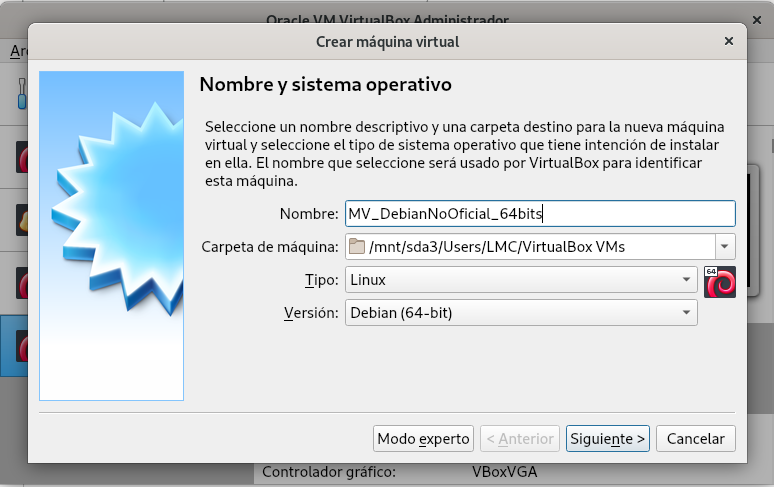 Oracle VM VirtualBox Administrador
Crear máquina virtual
Nombre y sistema operativo
Seleccione un nombre descriptivo y una carpeta destino para la nueva máquina
virtual y seleccione el tipo de sistema operativo que tiene intención de instalar
en ella. El nombre que seleccione será usado por VirtualBox para identificar
esta máquina.
Nombre: MV_DebianNoOficial_64bits
Carpeta de máquina: /mnt/sda3/Users/LMC/VirtualBox VMs
Tipo: Linux
64
Versión: Debian (64-bit)
Modo experto < Anterior Siguiente > Cancelar
Controlador gráfico: VBoxVGA